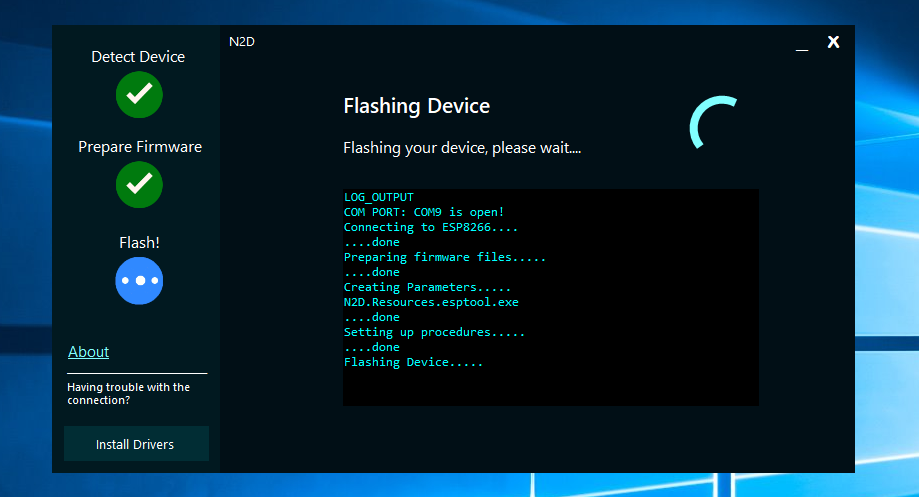 N2D
Detect Device
Prepare Firmware
Flash!
About
Having trouble with the
connection?
Install Drivers
Flashing Device
Flashing your device, please wait....
LOG_OUTPUT
COM PORT: COM9 is open!
Connecting to ESP8266....
....done
Preparing firmware files.....
....done
Creating Parameters.....
N2D.Resources.esptool.exe
....done
Setting up procedures.....
....done
Flashing Device.....